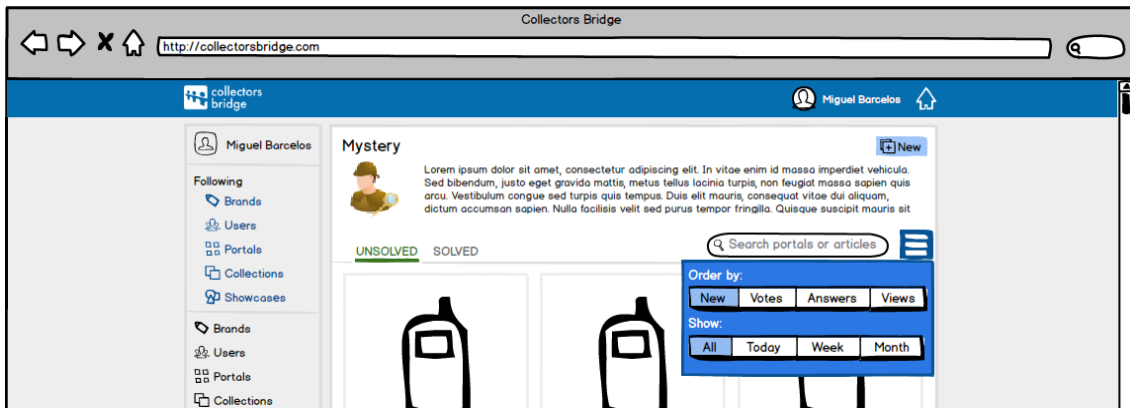 Collectors Bridge
http://collectorsbridge.com
collectors
bridge
Miguel Barcelos
Miguel Barcelos
Following
Brands
Users
Portals
Collections
Showcases
Brands
Users
Portals
Collections
Mystery
New
Lorem ipsum dolor sit amet, consectetur adipiscing elit. In vitae enim id massa imperdiet vehicula.
Sed bibendum, justo eget gravida mattis, metus tellus lacinia turpis, non feugiat massa sapien quis
arcu. Vestibulum congue sed turpis quis tempus. Duis elit mauris, consequat vitae dui aliquam,
dictum accumsan sapien. Nulla facilisis velit sed purus tempor fringilla. Quisque suscipit mauris sit
UNSOLVED SOLVED
Search portals or articles
Order by:
New Votes Answers Views
Show:
All Today Week Month